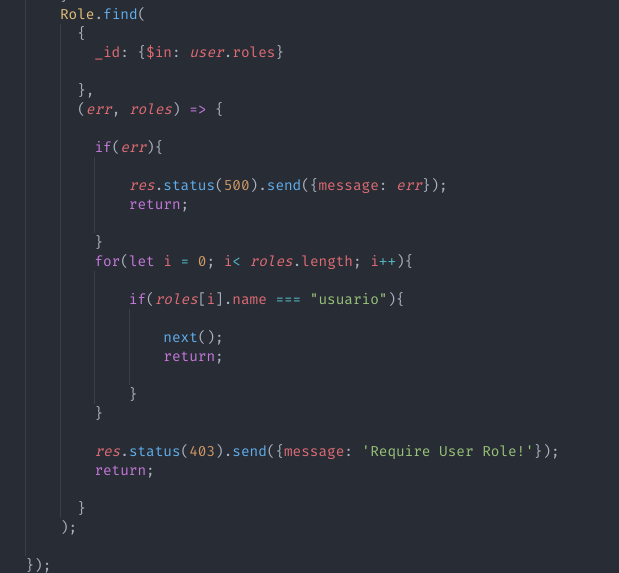 Role.find(
{
_id: {$in: user.roles}
},
(err, roles) => {
if(err){
res.status(500).send({message: err});
return;
}
for(let i = 0; i< roles.length; i++){
if(roles[i].name === "usuario"){
next();
return;
}
}
res.status(403).send({message: 'Require User Role!'});
return;
}
);
});